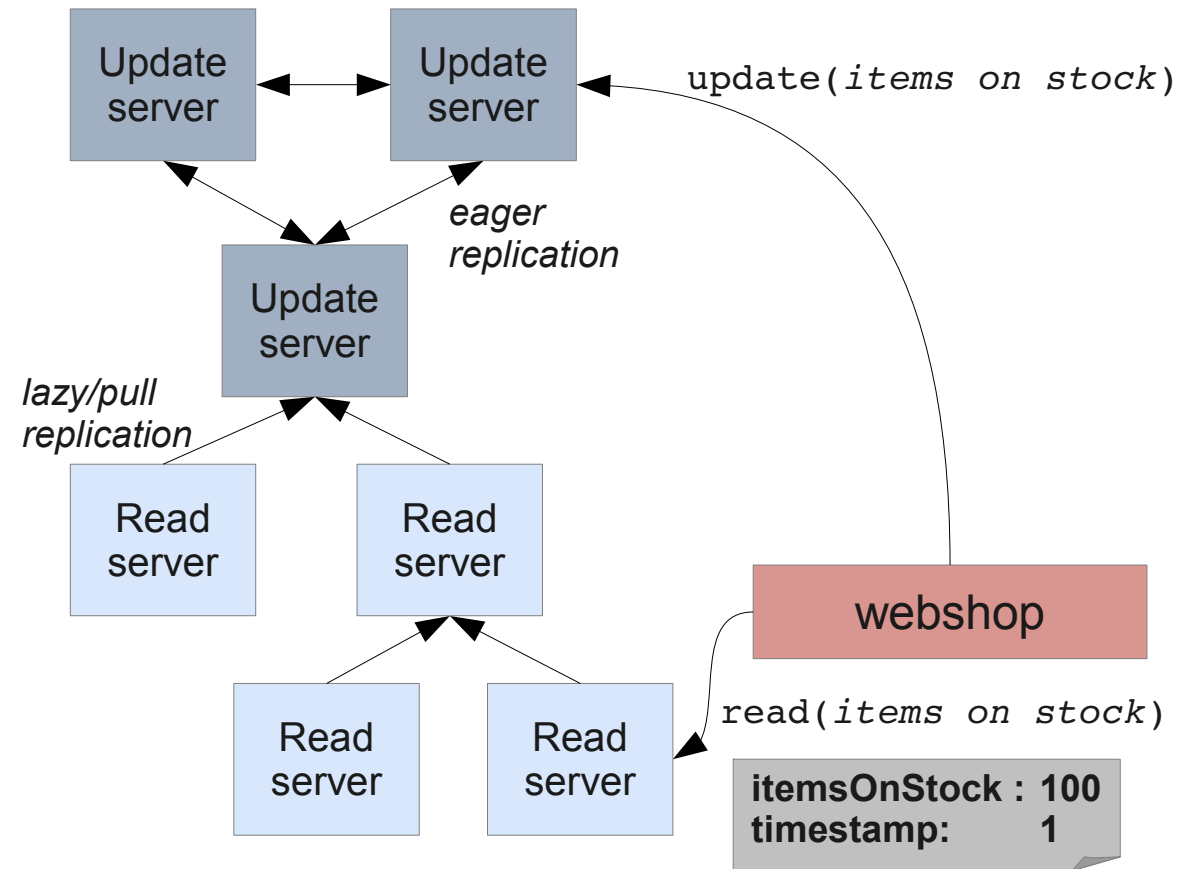 Update
server
Update
server
update(items on stock)
eager
replication
Update
server
lazy/pull
replication
Read
server
Read
server
webshop
read(items on stock)
Read
server
Read
server
itemsOnStock : 100
timestamp: 1